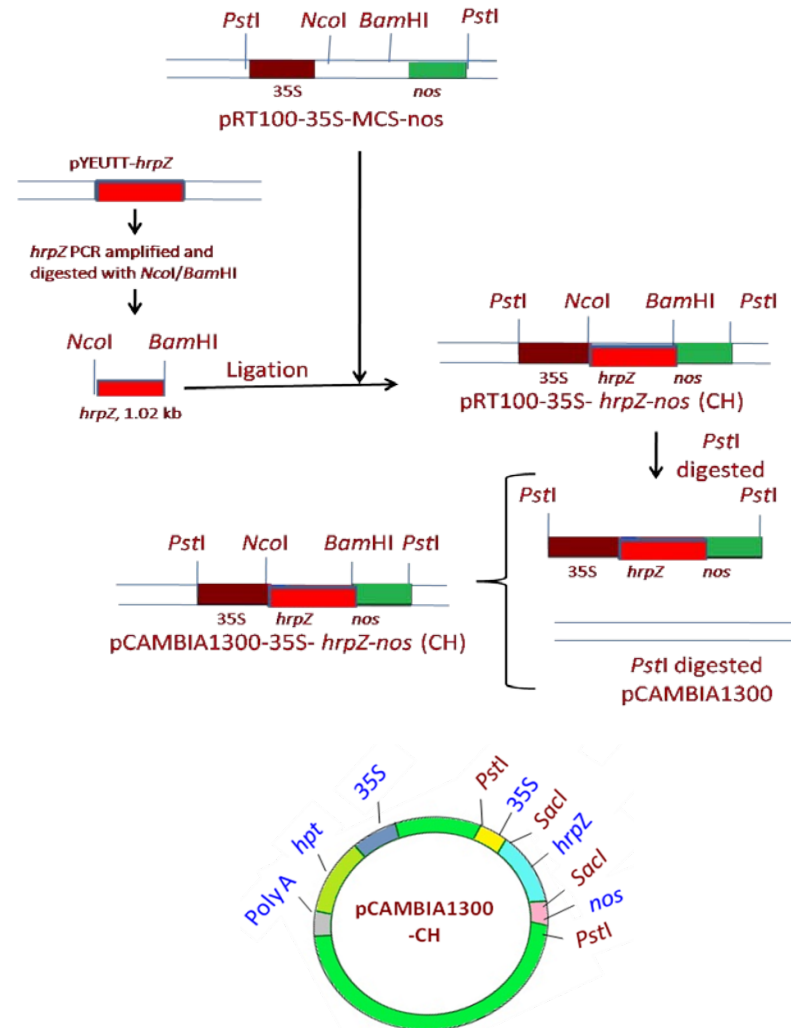 PstI
NcoI
BamHI
PstI
35S
nos
pRT100-35S-MCS-nos
pYEUTT-hrpZ
hrpZ PCR amplified and
digested with NcoI/BamHI
NcoI
BamHI
hrpZ, 1.02 kb
Ligation
PstI
NcoI
BamHI
PstI
35S
hrpZ
nos
pRT100-35S- hrpZ-nos (CH)
PstI
digested
PstI
PstI
35S
hrpZ
nos
PstI digested
pCAMBIA1300
PstI
NcoI
BamHI
PstI
35S
hrpZ
nos
pCAMBIA1300-35S- hrpZ-nos (CH)
Poly A
hpt
35S
PstI
35S
SacI
hrpZ
SacI
nos
PstI
pCAMBIA1300
-CH